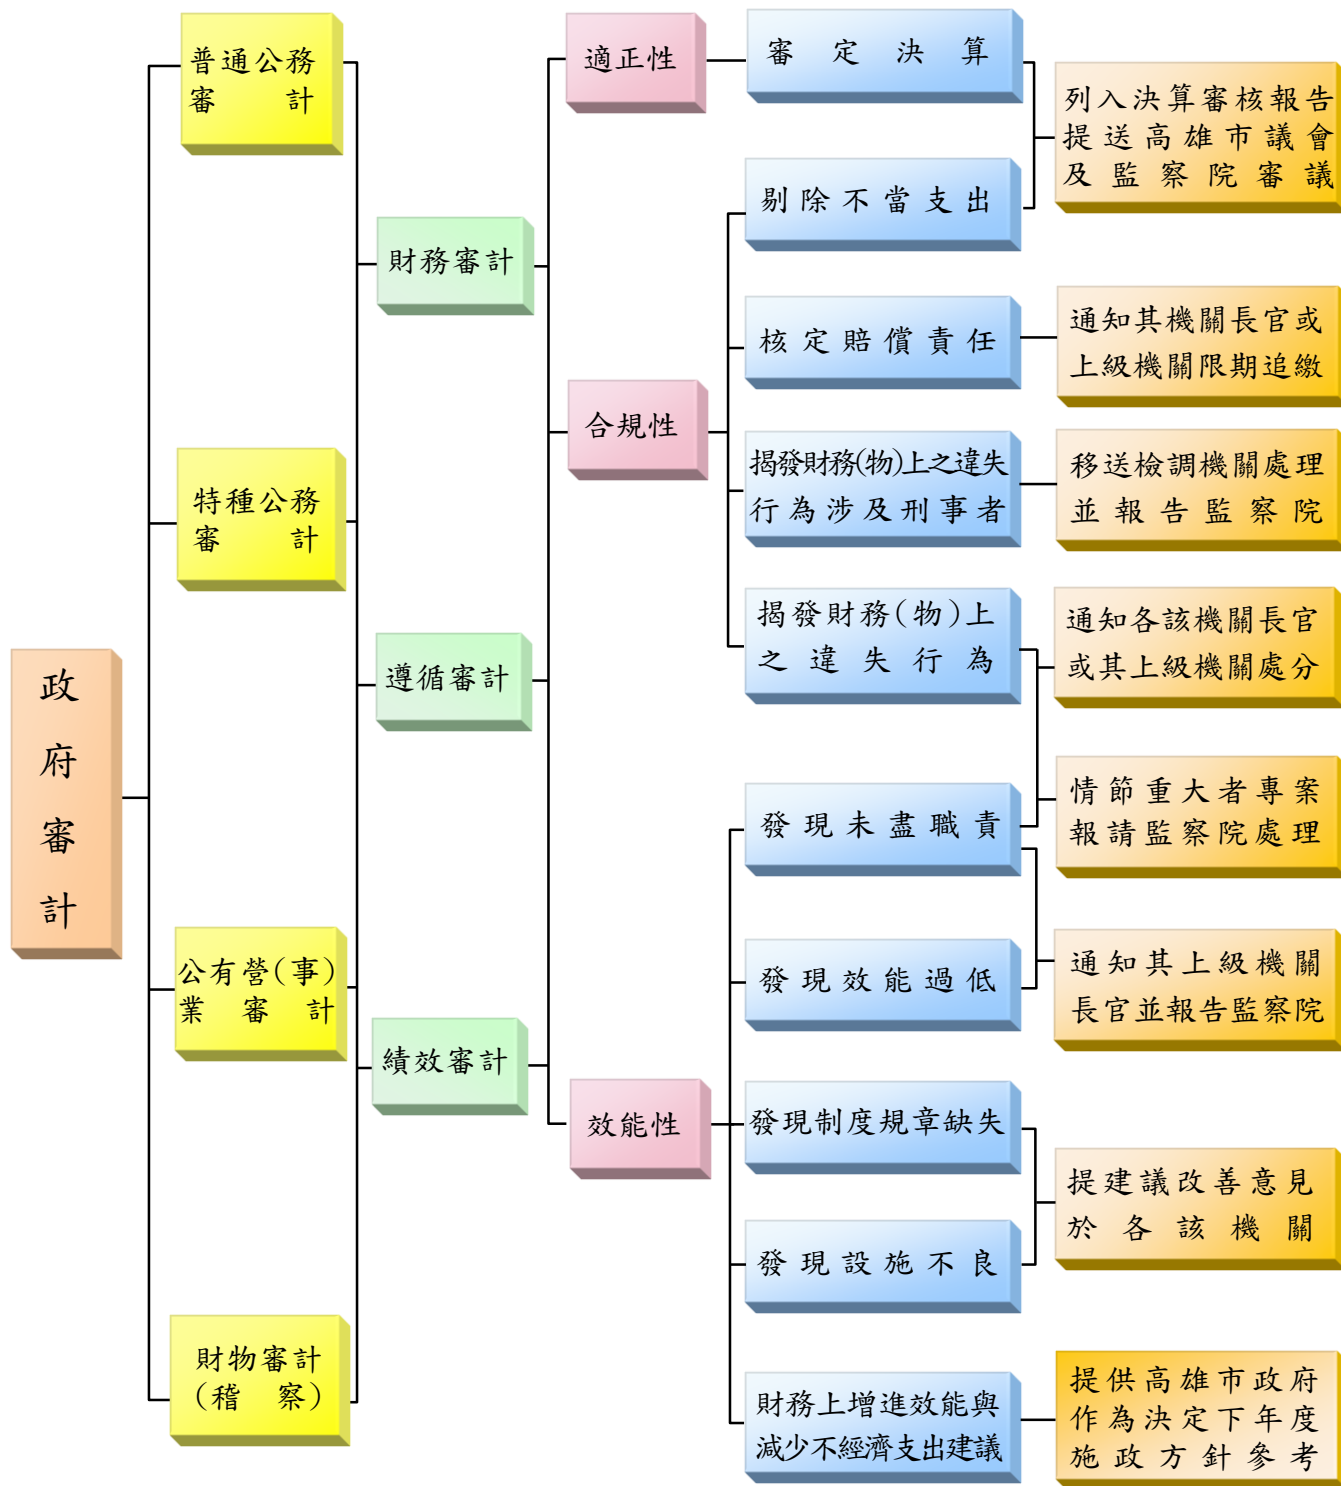 政
府
審
計
普通公務
審計
特種公務
審計
公有營(事)
業審計
財物審計
(稽察)
財務審計
遵循審計
績效審計
適正性
合規性
效能性
審定決算
剔除不當支出
核定賠償責任
揭發財務(物)上之違失
行為涉及刑事者
揭發財務(物)上
之違失行為
發現未盡職責
發現效能過低
發現制度規章缺失
發現設施不良
財務上增進效能與
減少不經濟支出建議
列入決算審核報告
提送高雄市議會
及監察院審議
通知其機關長官或
上級機關限期追繳
移送檢調機關處理
並報告監察院
通知各該機關長官
或其上級機關處分
情節重大者專案
報請監察院處理
通知其上級機關
長官並報告監察院
提建議改善意見
於各該機關
提供高雄市政府
作為決定下年度
施政方針參考